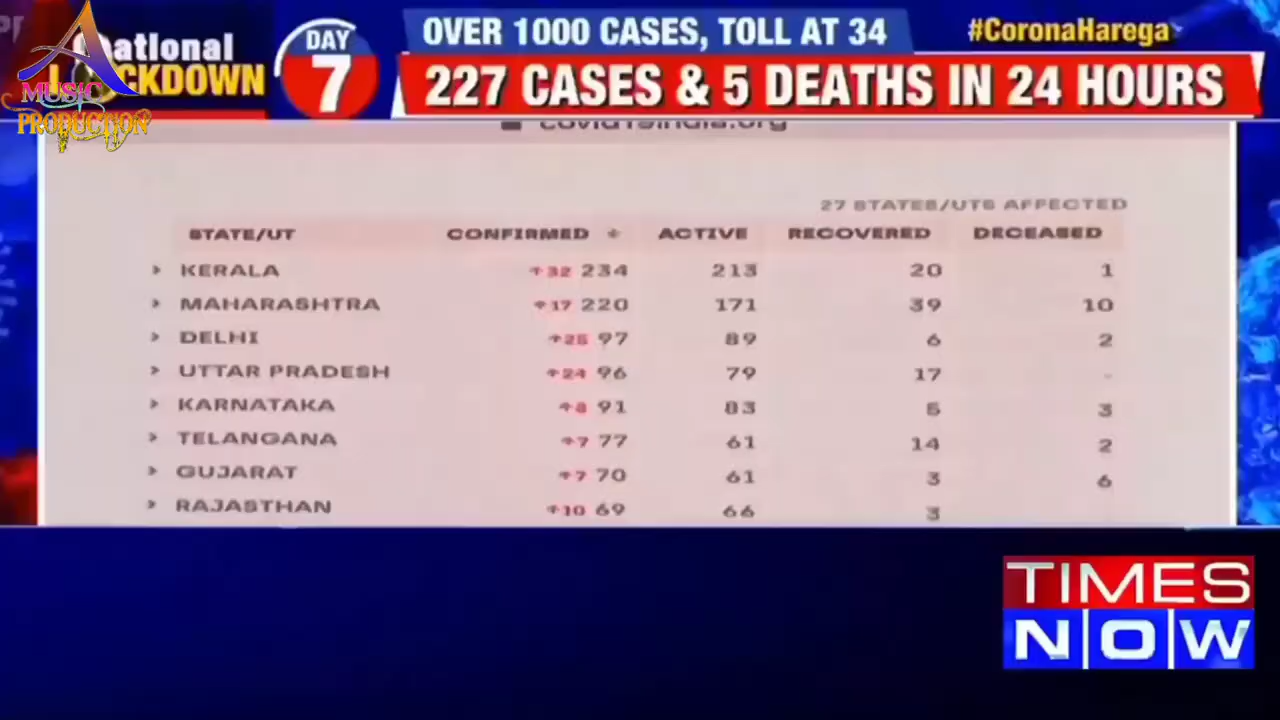 National
LOCKDOWN
A
MUSIC
PRODUCTION
DAY
7
OVER 1000 CASES, TOLL AT 34
#CoronaHarega
227 CASES & 5 DEATHS IN 24 HOURS
covid19india.org
27 STATES/UTS AFFECTED
STATE/UT CONFIRMED ACTIVE RECOVERED DECEASED
KERALA +32 234 213 20 1
MAHARASHTRA +17 220 171 39 10
DELHI +25 97 89 6 2
UTTAR PRADESH +24 96 79 17 -
KARNATAKA +8 91 83 5 3
TELANGANA +7 77 61 14 2
GUJARAT +7 70 61 3 6
RAJASTHAN +10 69 66 3
TIMES
NOW